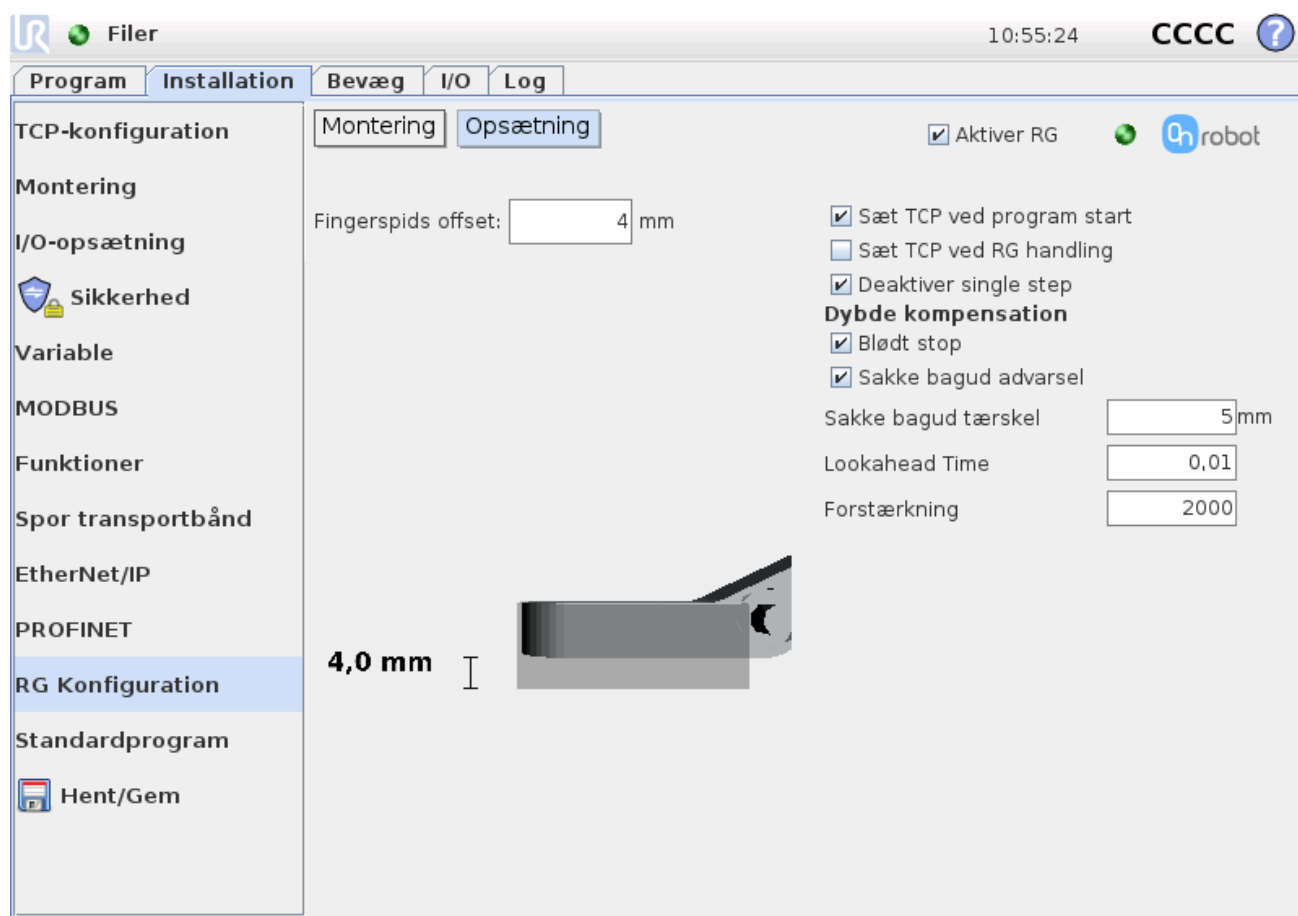 UR Filer 10:55:24 CCCC ?
Program Installation Bevæg I/O Log
TCP-konfiguration
Montering
I/O-opsætning
Sikkerhed
Variable
MODBUS
Funktioner
Spor transportbånd
EtherNet/IP
PROFINET
RG Konfiguration
Standardprogram
Hent/Gem
Montering Opsætning
Aktiver RG
On robot
Fingerspids offset: 4 mm
4,0 mm
Sæt TCP ved program start
Sæt TCP ved RG handling
Deaktiver single step
Dybde kompensation
Blødt stop
Sakke bagud advarsel
Sakke bagud tærskel 5 mm
Lookahead Time 0,01
Forstærkning 2000